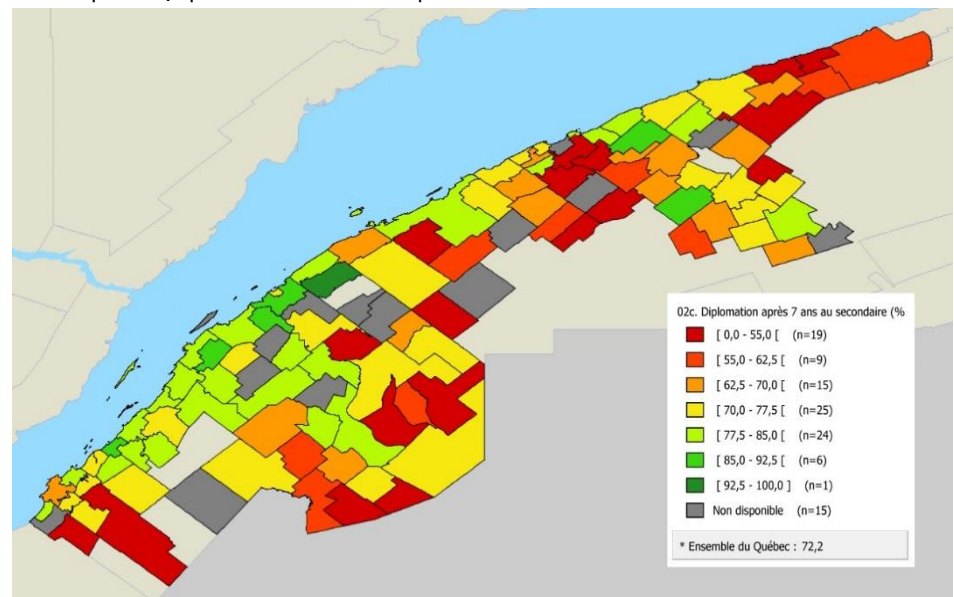 02c. Diplomation après 7 ans au secondaire (%
[ 0,0 - 55,0 [ (n=19)
[ 55,0 - 62,5 [ (n=9)
[ 62,5 - 70,0 [ (n=15)
[ 70,0 - 77,5 [ (n=25)
[ 77,5 - 85,0 [ (n=24)
[ 85,0 - 92,5 [ (n=6)
[ 92,5 - 100,0 ] (n=1)
Non disponible (n=15)
* Ensemble du Québec : 72,2